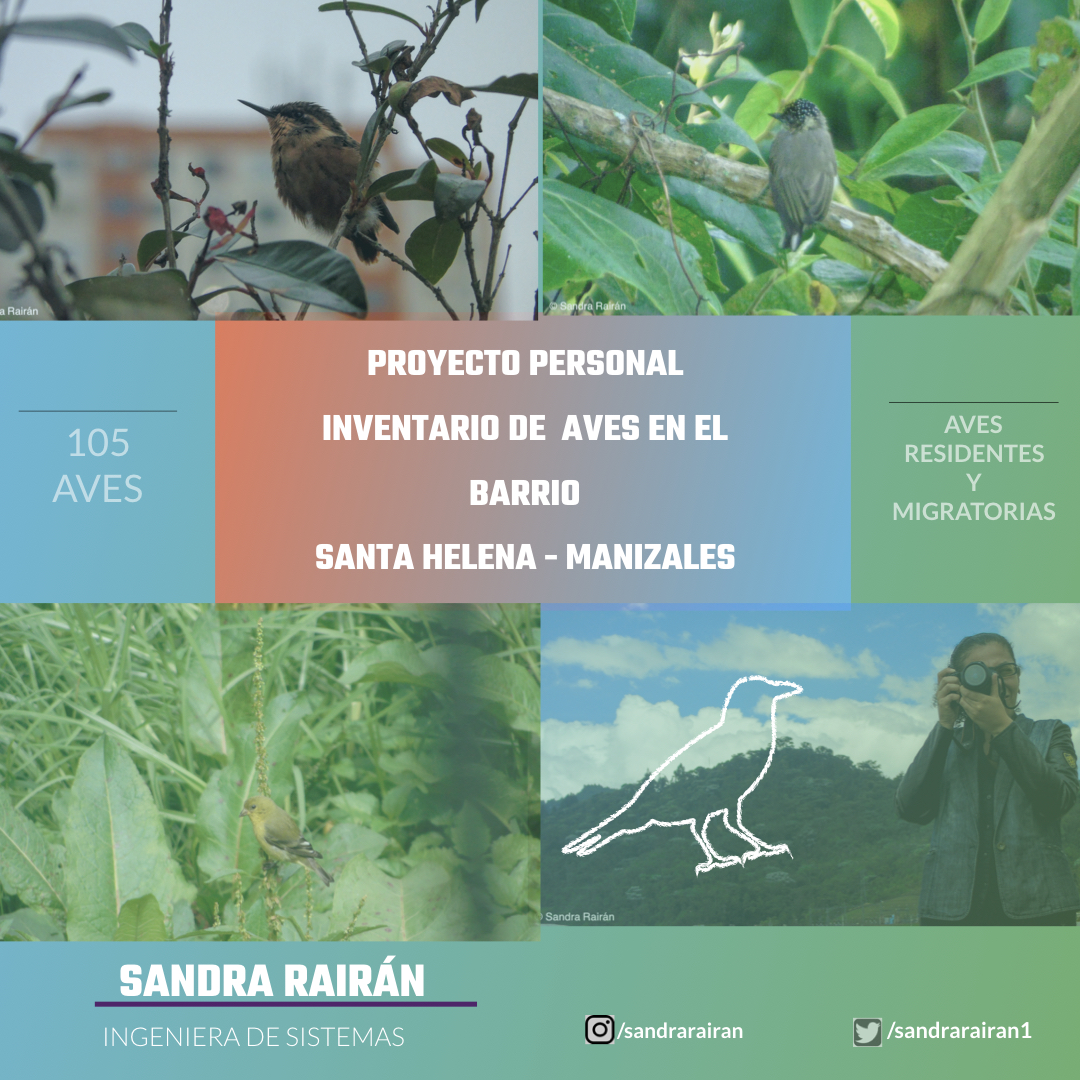 a Rairán
© Sandra Rairán
PROYECTO PERSONAL
INVENTARIO DE AVES EN EL
BARRIO
SANTA HELENA - MANIZALES
105
AVES
AVES
RESIDENTES
Y
MIGRATORIAS
Sandra Rairán
SANDRA RAIRÁN
INGENIERA DE SISTEMAS
/sandrarairan
/sandrarairan1